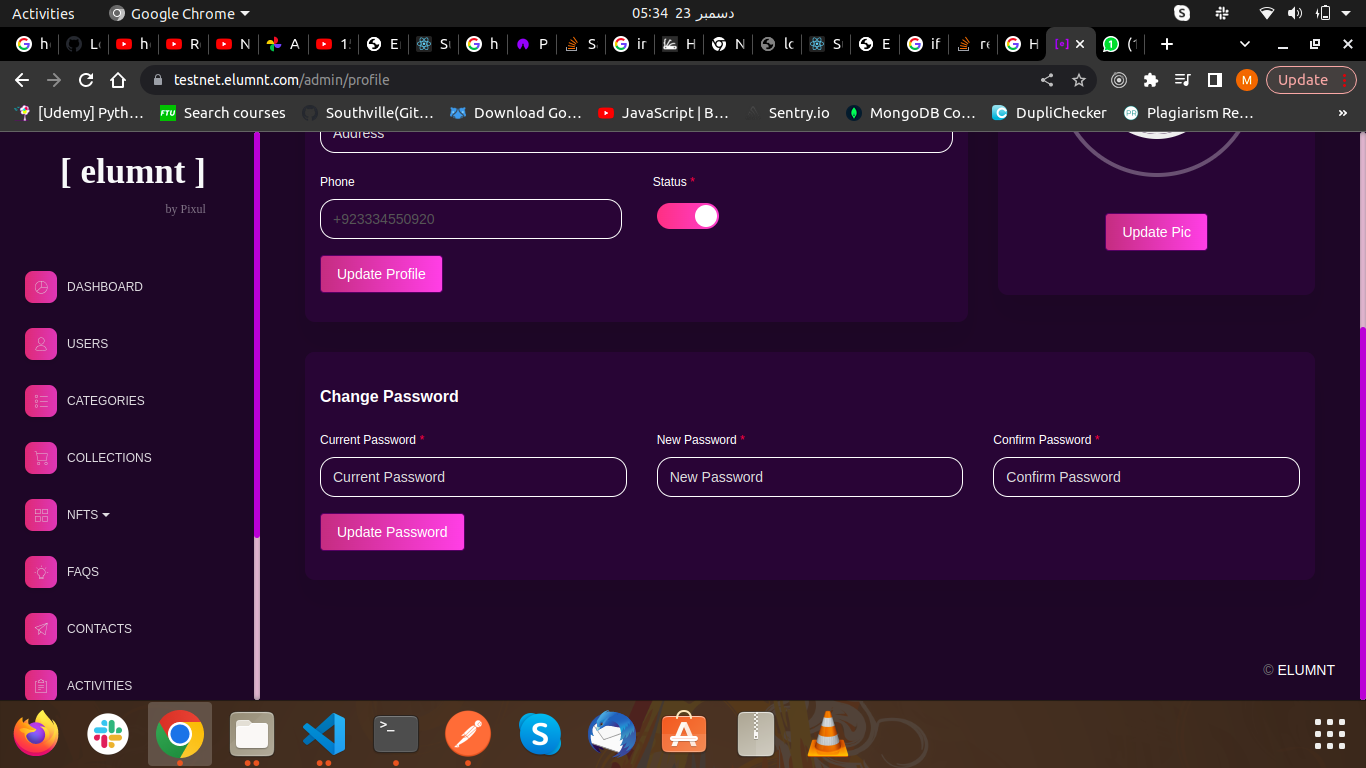 Activities Google Chrome 05:34 23 دسمبر
h L h R N A 1 E S h P S ir H N lo S E if re H (1
testnet.elumnt.com/admin/profile M Update
[Udemy] Pyth… FTU Search courses Southville(Git… Download Go… JavaScript | B… Sentry.io MongoDB Co… DupliChecker PR Plagiarism Re… »
[ elumnt ]
by Pixul
DASHBOARD
USERS
CATEGORIES
COLLECTIONS
NFTS
FAQS
CONTACTS
ACTIVITIES
Address
Phone
Status *
+923334550920
Update Profile
Update Pic
Change Password
Current Password * New Password * Confirm Password *
Current Password New Password Confirm Password
Update Password
© ELUMNT